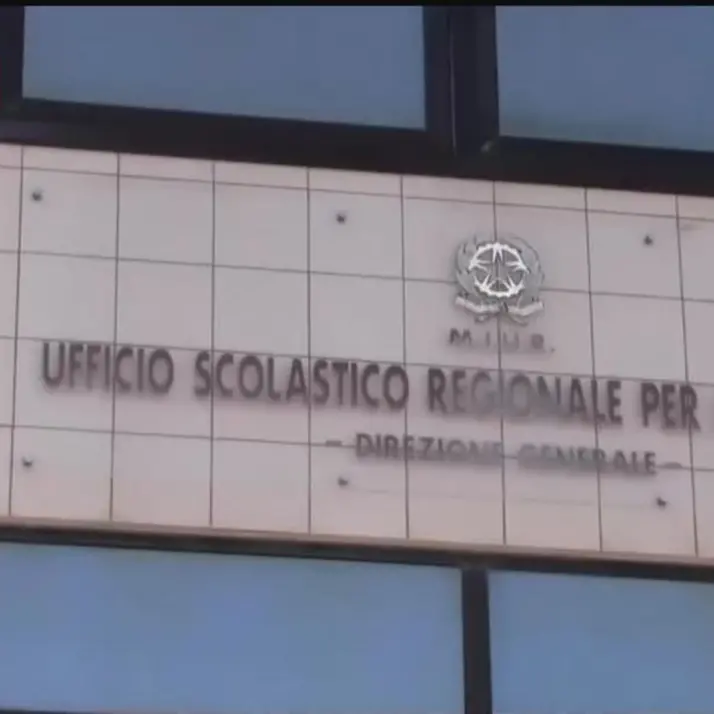 M.I.U.R.
UFFICIO SCOLASTICO REGIONALE PER
– DIREZIONE GENERALE –